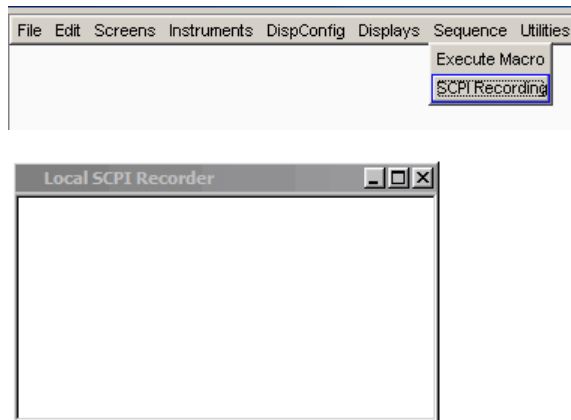 File Edit Screens Instruments DispConfig Displays Sequence Utilities
Execute Macro
SCPI Recording
Local SCPI Recorder